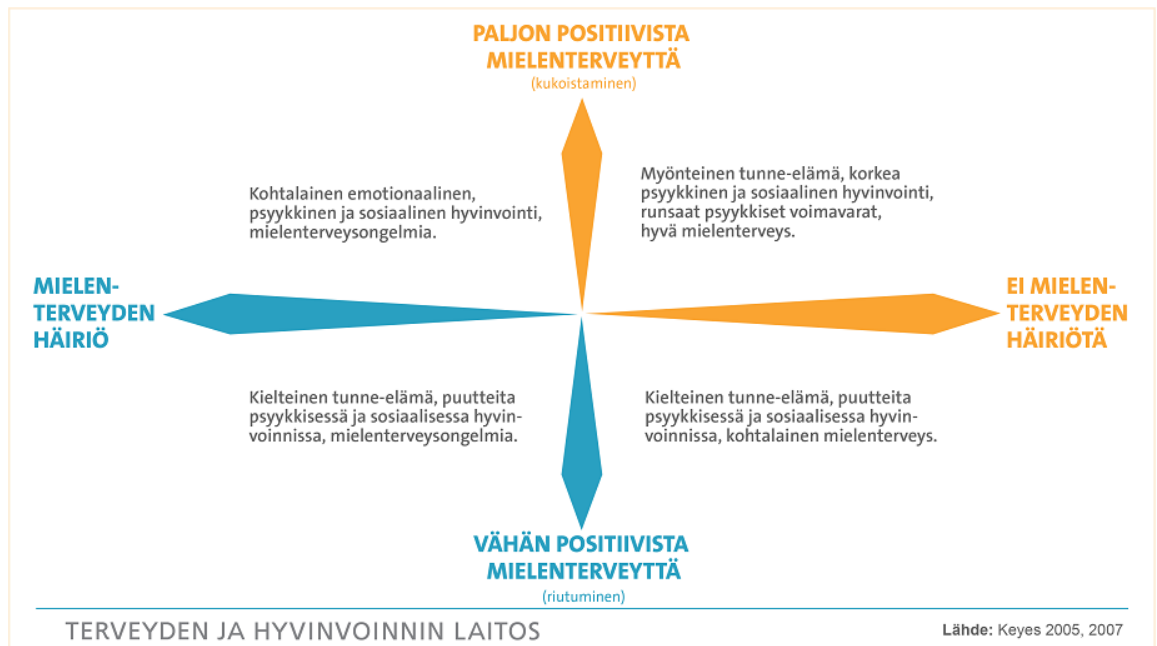 PALJON POSITIIVISTA
MIELENTERVEYTTÄ
(kukoistaminen)
Kohtalainen emotionaalinen,
psyykkinen ja sosiaalinen hyvinvointi,
mielenterveysongelmia.
Myönteinen tunne-elämä, korkea
psyykkinen ja sosiaalinen hyvinvointi,
runsaat psyykkiset voimavarat,
hyvä mielenterveys.
MIELEN-
TERVEYDEN
HÄIRIÖ
EI MIELEN-
TERVEYDEN
HÄIRIÖTÄ
Kielteinen tunne-elämä, puutteita
psyykkisessä ja sosiaalisessa hyvin-
voinnissa, mielenterveysongelmia.
Kielteinen tunne-elämä, puutteita
psyykkisessä ja sosiaalisessa hyvin-
voinnissa, kohtalainen mielenterveys.
VÄHÄN POSITIIVISTA
MIELENTERVEYTTÄ
(riutuminen)
TERVEYDEN JA HYVINVOINNIN LAITOS
Lähde: Keyes 2005, 2007